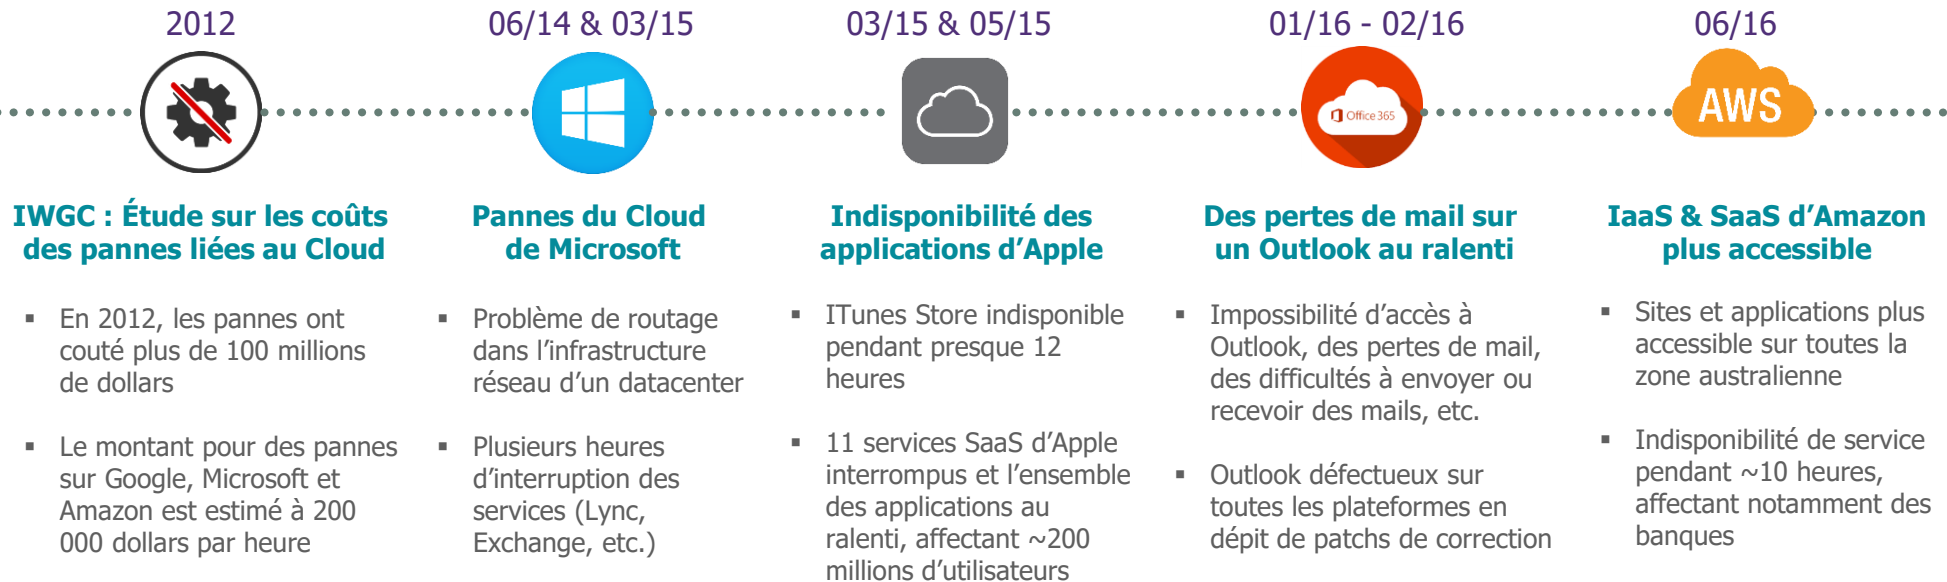 2012
IWGC : Étude sur les coûts
des pannes liées au Cloud
▪ En 2012, les pannes ont
couté plus de 100 millions
de dollars
▪ Le montant pour des pannes
sur Google, Microsoft et
Amazon est estimé à 200
000 dollars par heure
06/14 & 03/15
Pannes du Cloud
de Microsoft
▪ Problème de routage
dans l’infrastructure
réseau d’un datacenter
▪ Plusieurs heures
d’interruption des
services (Lync,
Exchange, etc.)
03/15 & 05/15
Indisponibilité des
applications d’Apple
▪ ITunes Store indisponible
pendant presque 12
heures
▪ 11 services SaaS d’Apple
interrompus et l’ensemble
des applications au
ralenti, affectant ~200
millions d’utilisateurs
01/16 - 02/16
Office 365
Des pertes de mail sur
un Outlook au ralenti
▪ Impossibilité d’accès à
Outlook, des pertes de mail,
des difficultés à envoyer ou
recevoir des mails, etc.
▪ Outlook défectueux sur
toutes les plateformes en
dépit de patchs de correction
06/16
AWS
IaaS & SaaS d’Amazon
plus accessible
▪ Sites et applications plus
accessible sur toutes la
zone australienne
▪ Indisponibilité de service
pendant ~10 heures,
affectant notamment des
banques